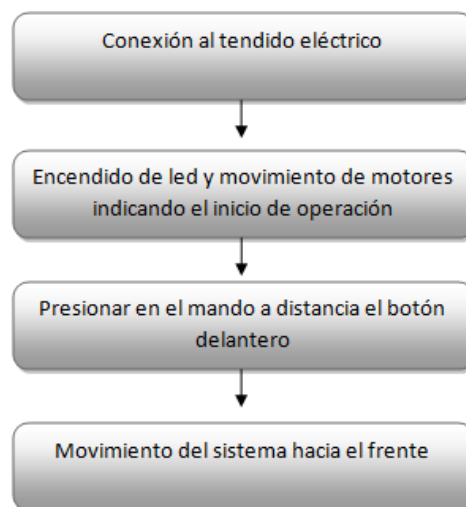 Conexión al tendido eléctrico
Encendido de led y movimiento de motores
indicando el inicio de operación
Presionar en el mando a distancia el botón
delantero
Movimiento del sistema hacia el frente